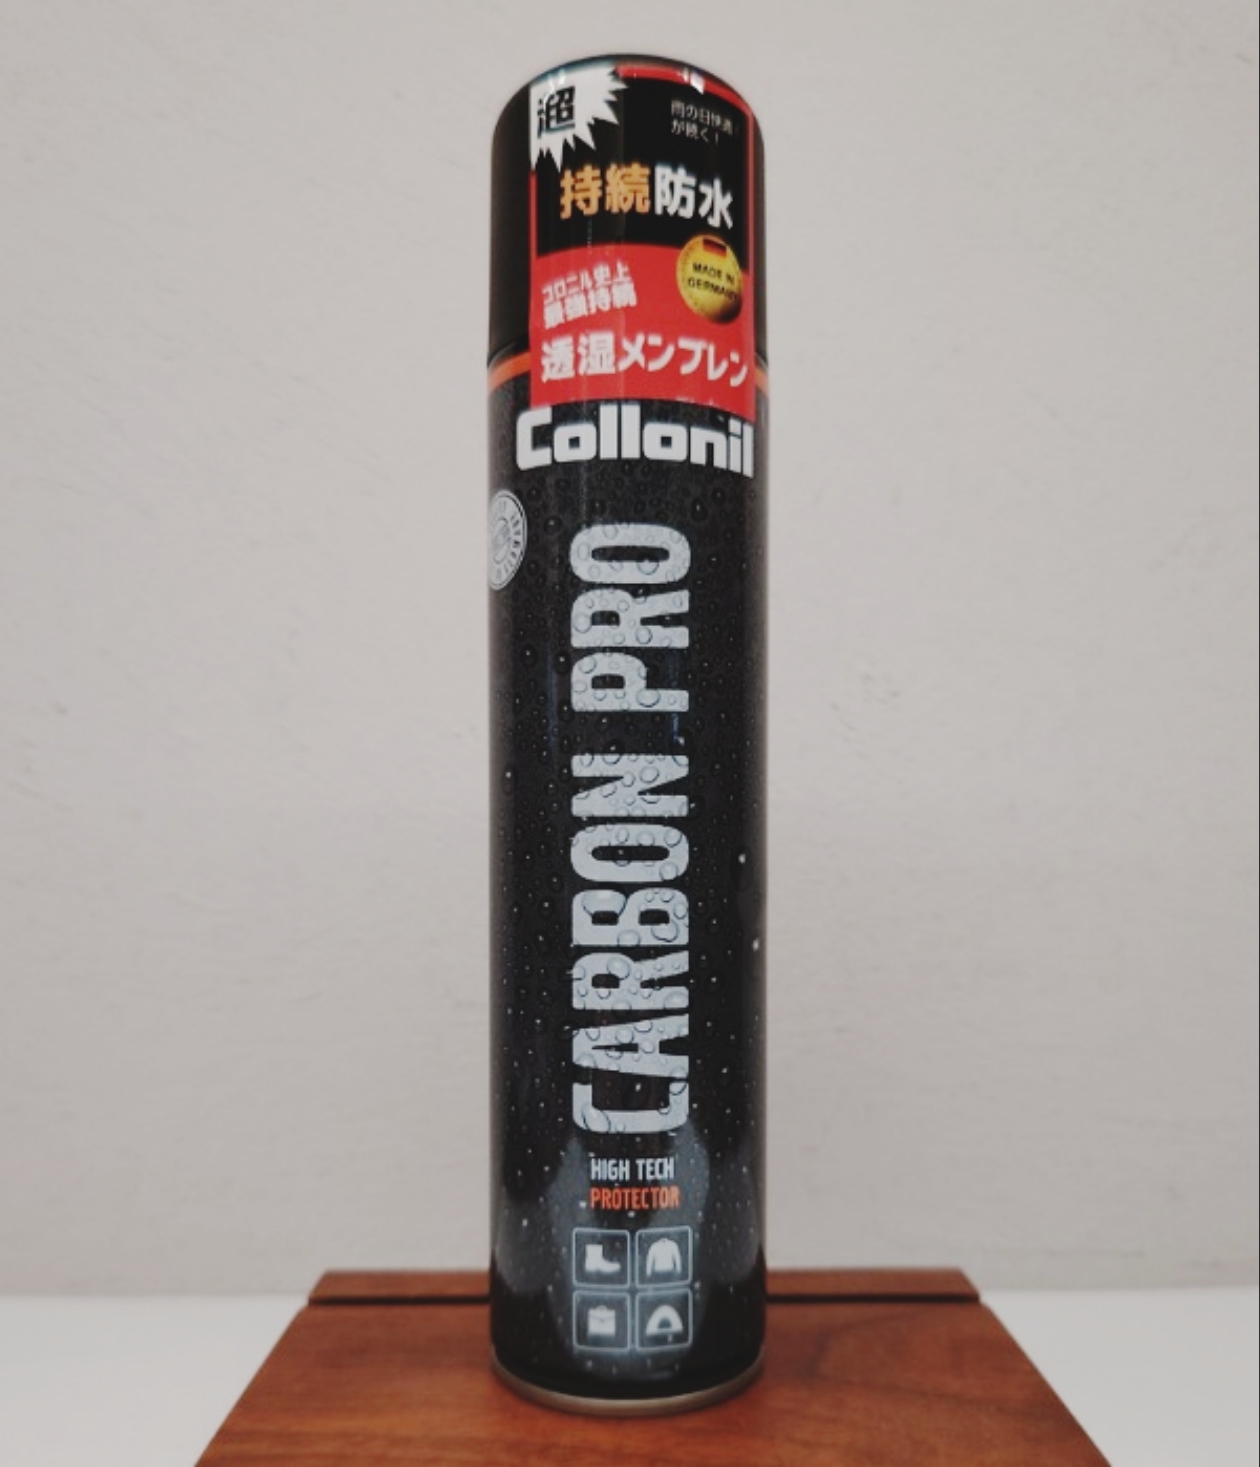 超
雨の日快適
が続く!
持続防水
MADE IN
GERMANY
コロニル史上
最強持続
透湿メンブレン
Collonil
CARBON PRO
HIGH TECH
PROTECTOR